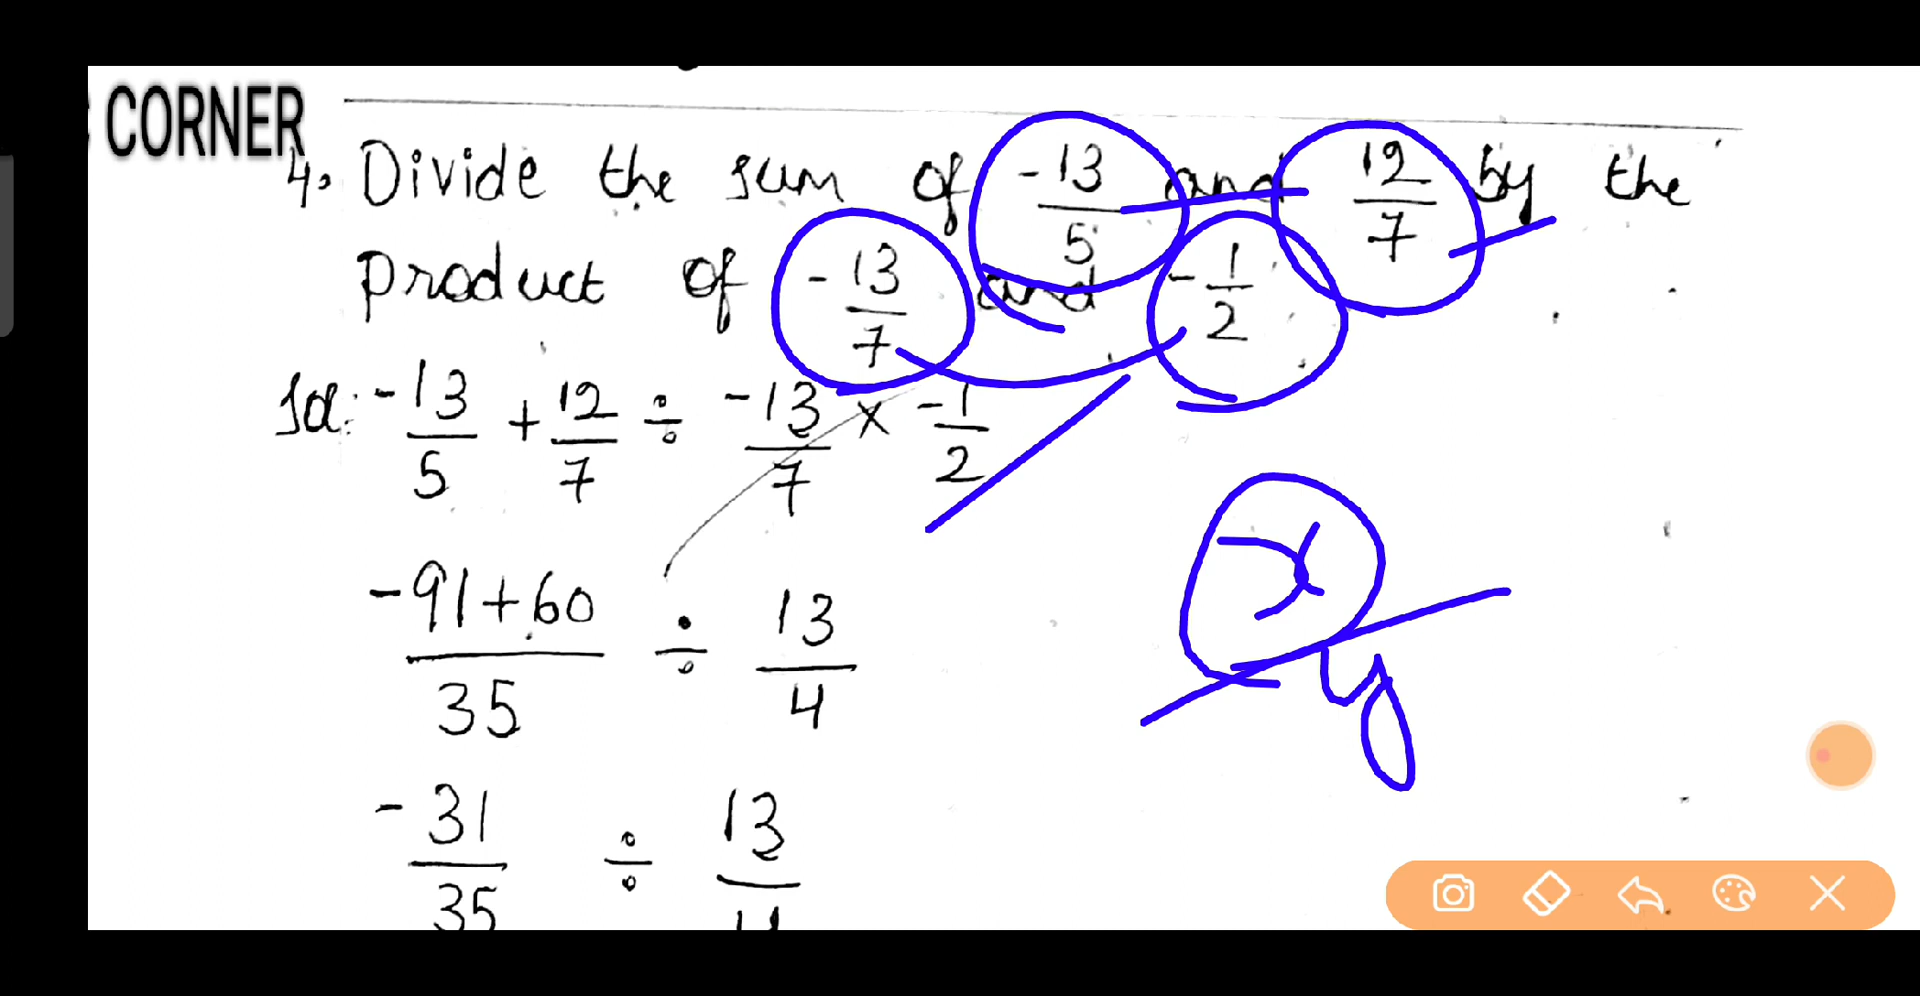 CORNER
4. Divide the sum of -13/5 and 12/7 by the
product of -13/7 and -1/2
Sol: -13/5 + 12/7 ÷ -13/7 × -1/2
-91+60/35 ÷ 13/4
-31/35 ÷ 13/4